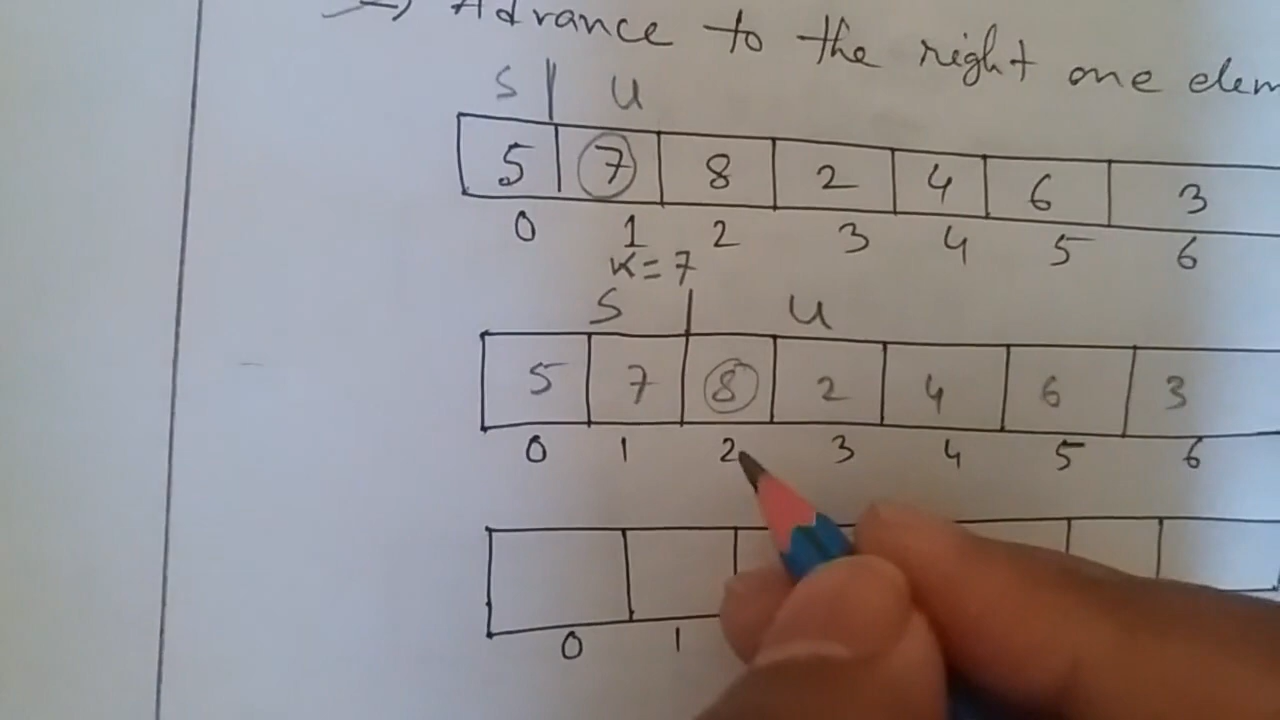 Advance to the right one elem
S | U
5 7 8 2 4 6 3
0 1 2 3 4 5 6
K=7
S | U
5 7 8 2 4 6 3
0 1 2 3 4 5 6
0 1